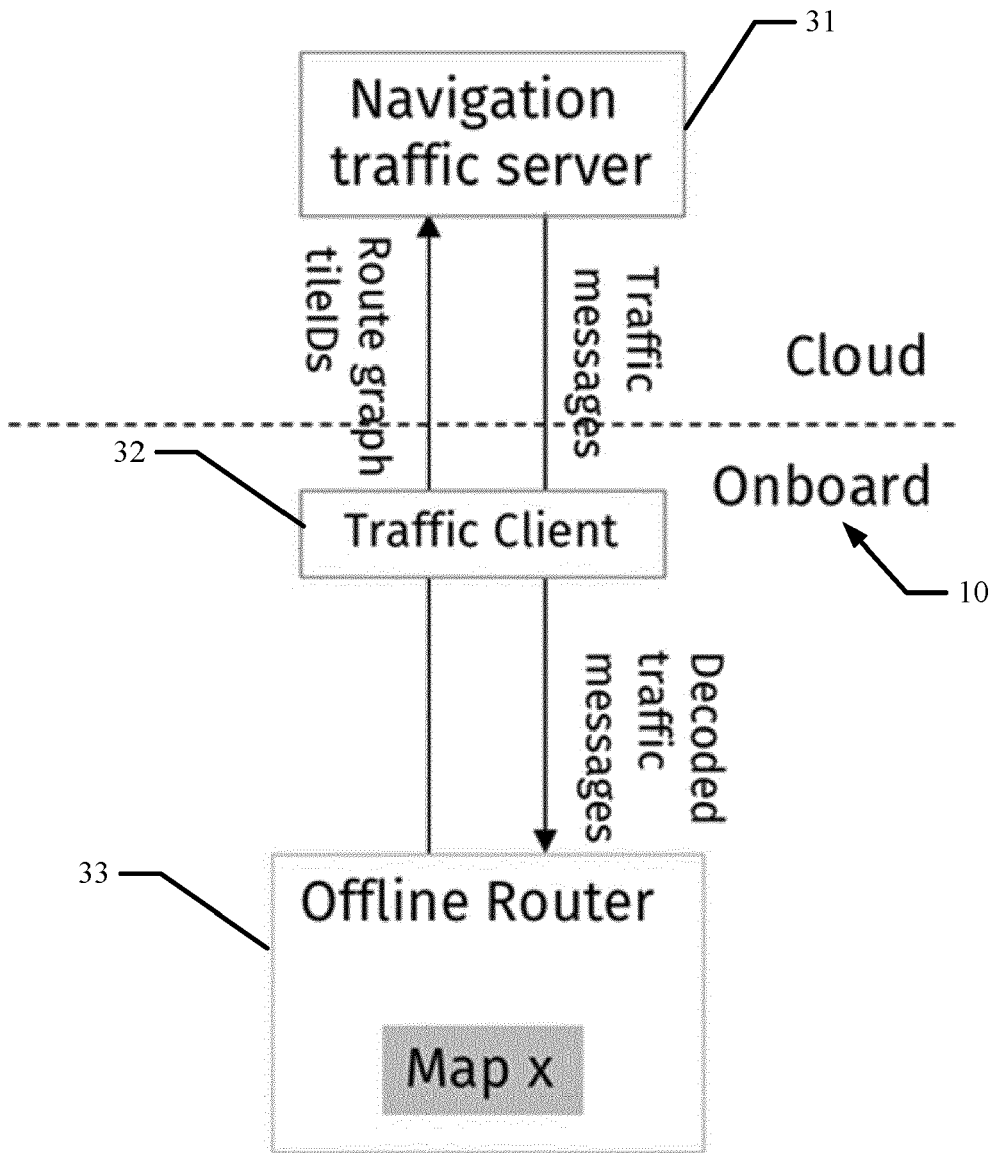 31
Navigation
traffic server
Route graph
tileIDs
Traffic
messages
Cloud
32
Traffic Client
Onboard
10
Decoded
traffic
messages
33
Offline Router
Map x